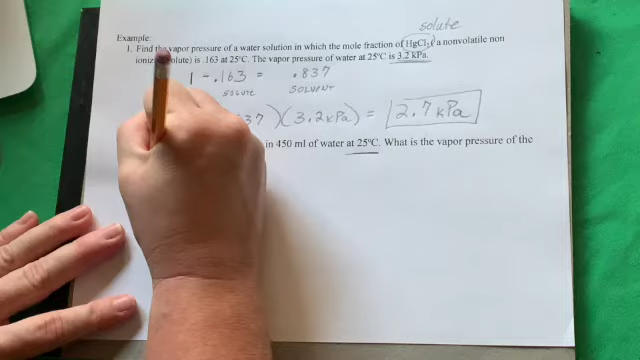 solute
Example:
1. Find the vapor pressure of a water solution in which the mole fraction of HgCl₂ (a nonvolatile non
solute) is .163 at 25°C. The vapor pressure of water at 25°C is 3.2 kPa.
1 - .163 = .837
SOLUTE SOLVENT
37)(3.2kPa) = 2.7 kPa
in 450 ml of water at 25°C. What is the vapor pressure of the